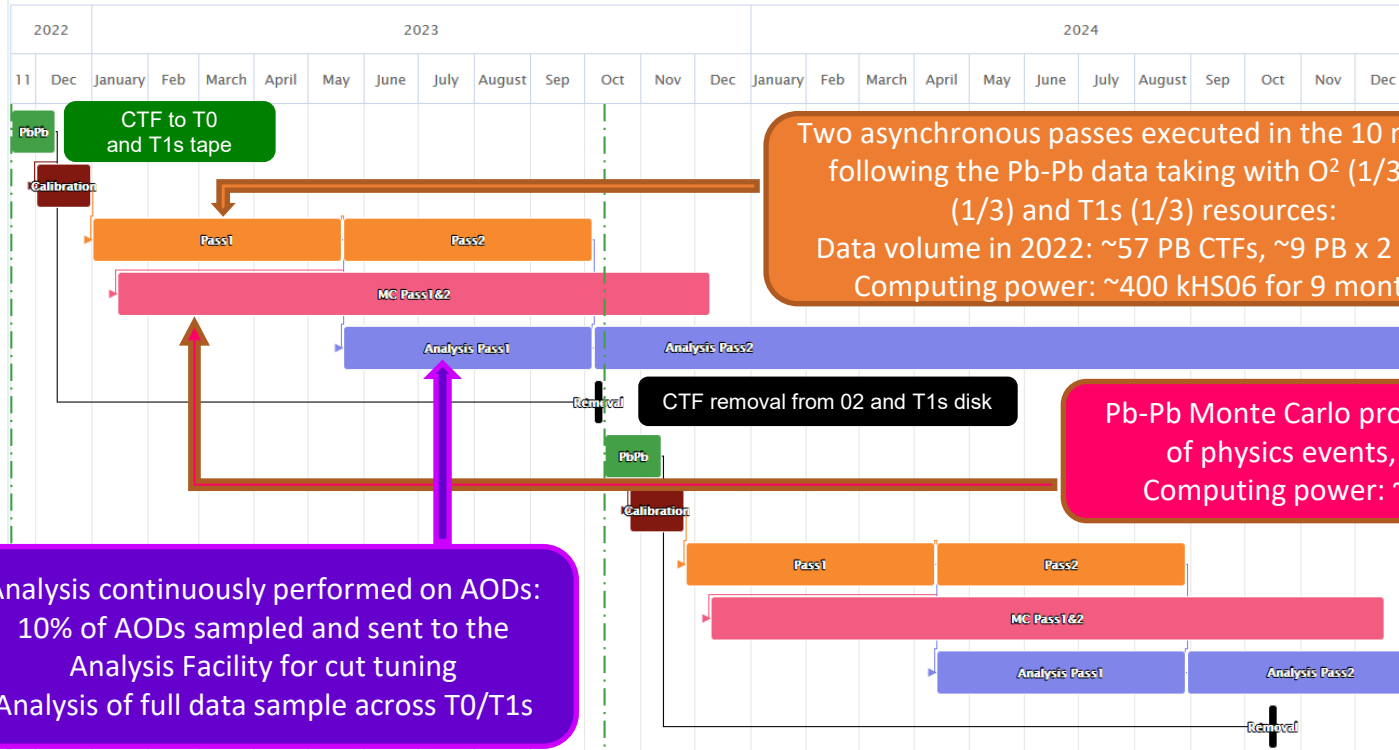 2022
2023
2024
11 Dec January Feb March April May June July August Sep Oct Nov Dec January Feb March April May June July August Sep Oct Nov Dec
PbPb
CTF to T0
and T1s tape
Calibration
Two asynchronous passes executed in the 10
following the Pb-Pb data taking with O² (1/3
(1/3) and T1s (1/3) resources:
Data volume in 2022: ~57 PB CTFs, ~9 PB x 2
Computing power: ~400 kHS06 for 9
Pass1
Pass2
MC Pass1&2
Analysis Pass1
Analysis Pass2
Removal
CTF removal from 02 and T1s disk
Pb-Pb Monte Carlo
of physics events,
Computing power: ~
PbPb
Calibration
Pass1
Pass2
Analysis continuously performed on AODs:
10% of AODs sampled and sent to the
Analysis Facility for cut tuning
Analysis of full data sample across T0/T1s
MC Pass1&2
Analysis Pass1
Analysis Pass2
Removal